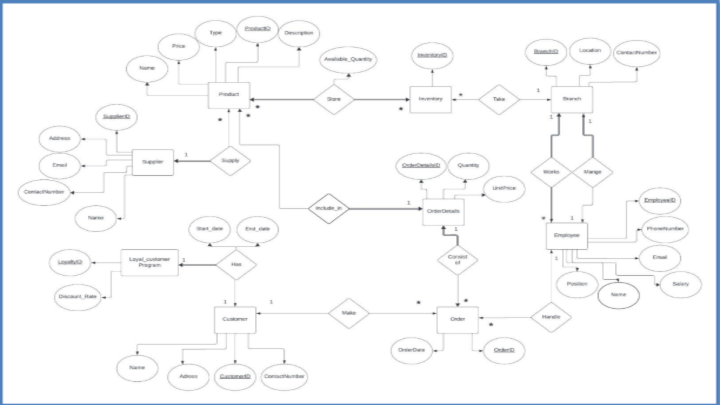 ProductID
Type
Description
Price
Name
Available_Quantity
InventoryID
BranchID
Location
ContactNumber
Product
Store
Inventory
*
Take
1
Branch
*
*
*
*
1
1
SupplierID
Address
Email
ContactNumber
Name
Supplier
1
Supply
OrderDetailsID
Quantity
UnitPrice
Include_in
1
OrderDetails
1
Works
Mange
*
1
Employee
EmployeeID
PhoneNumber
Email
Salary
Name
Position
1
Start_date
End_date
LoyaltyID
Discount_Rate
Loyal_customer
Program
1
Has
Consist
of
1
1
Customer
Make
*
*
Order
*
Handle
Name
Adress
CustomerID
ContactNumber
OrderDate
OrderID